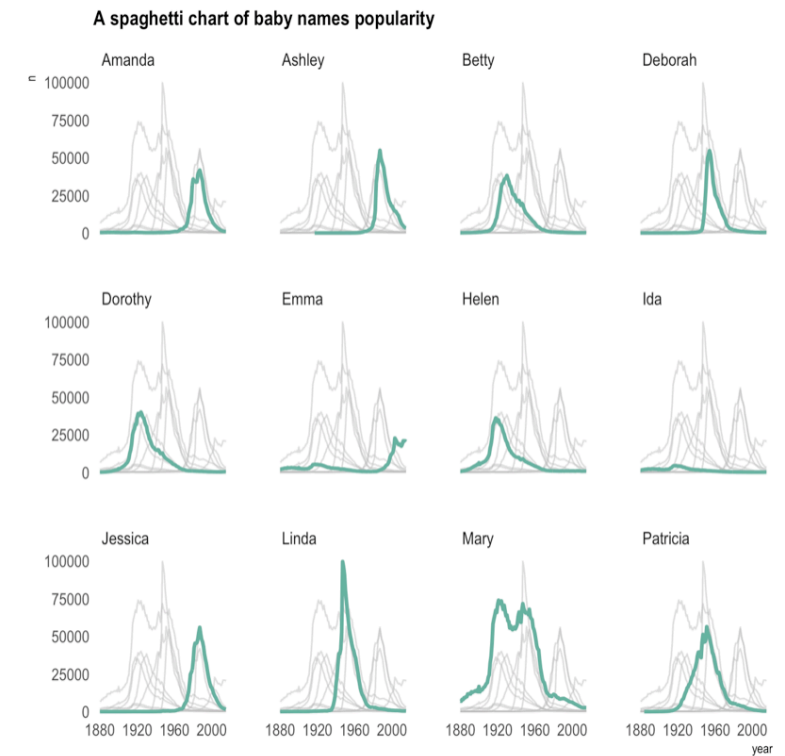 A spaghetti chart of baby names popularity
Amanda Ashley Betty Deborah
n 100000
75000
50000
25000
0
Dorothy Emma Helen Ida
100000
75000
50000
25000
0
Jessica Linda Mary Patricia
100000
75000
50000
25000
0
1880 1920 1960 2000 1880 1920 1960 2000 1880 1920 1960 2000 1880 1920 1960 2000
year